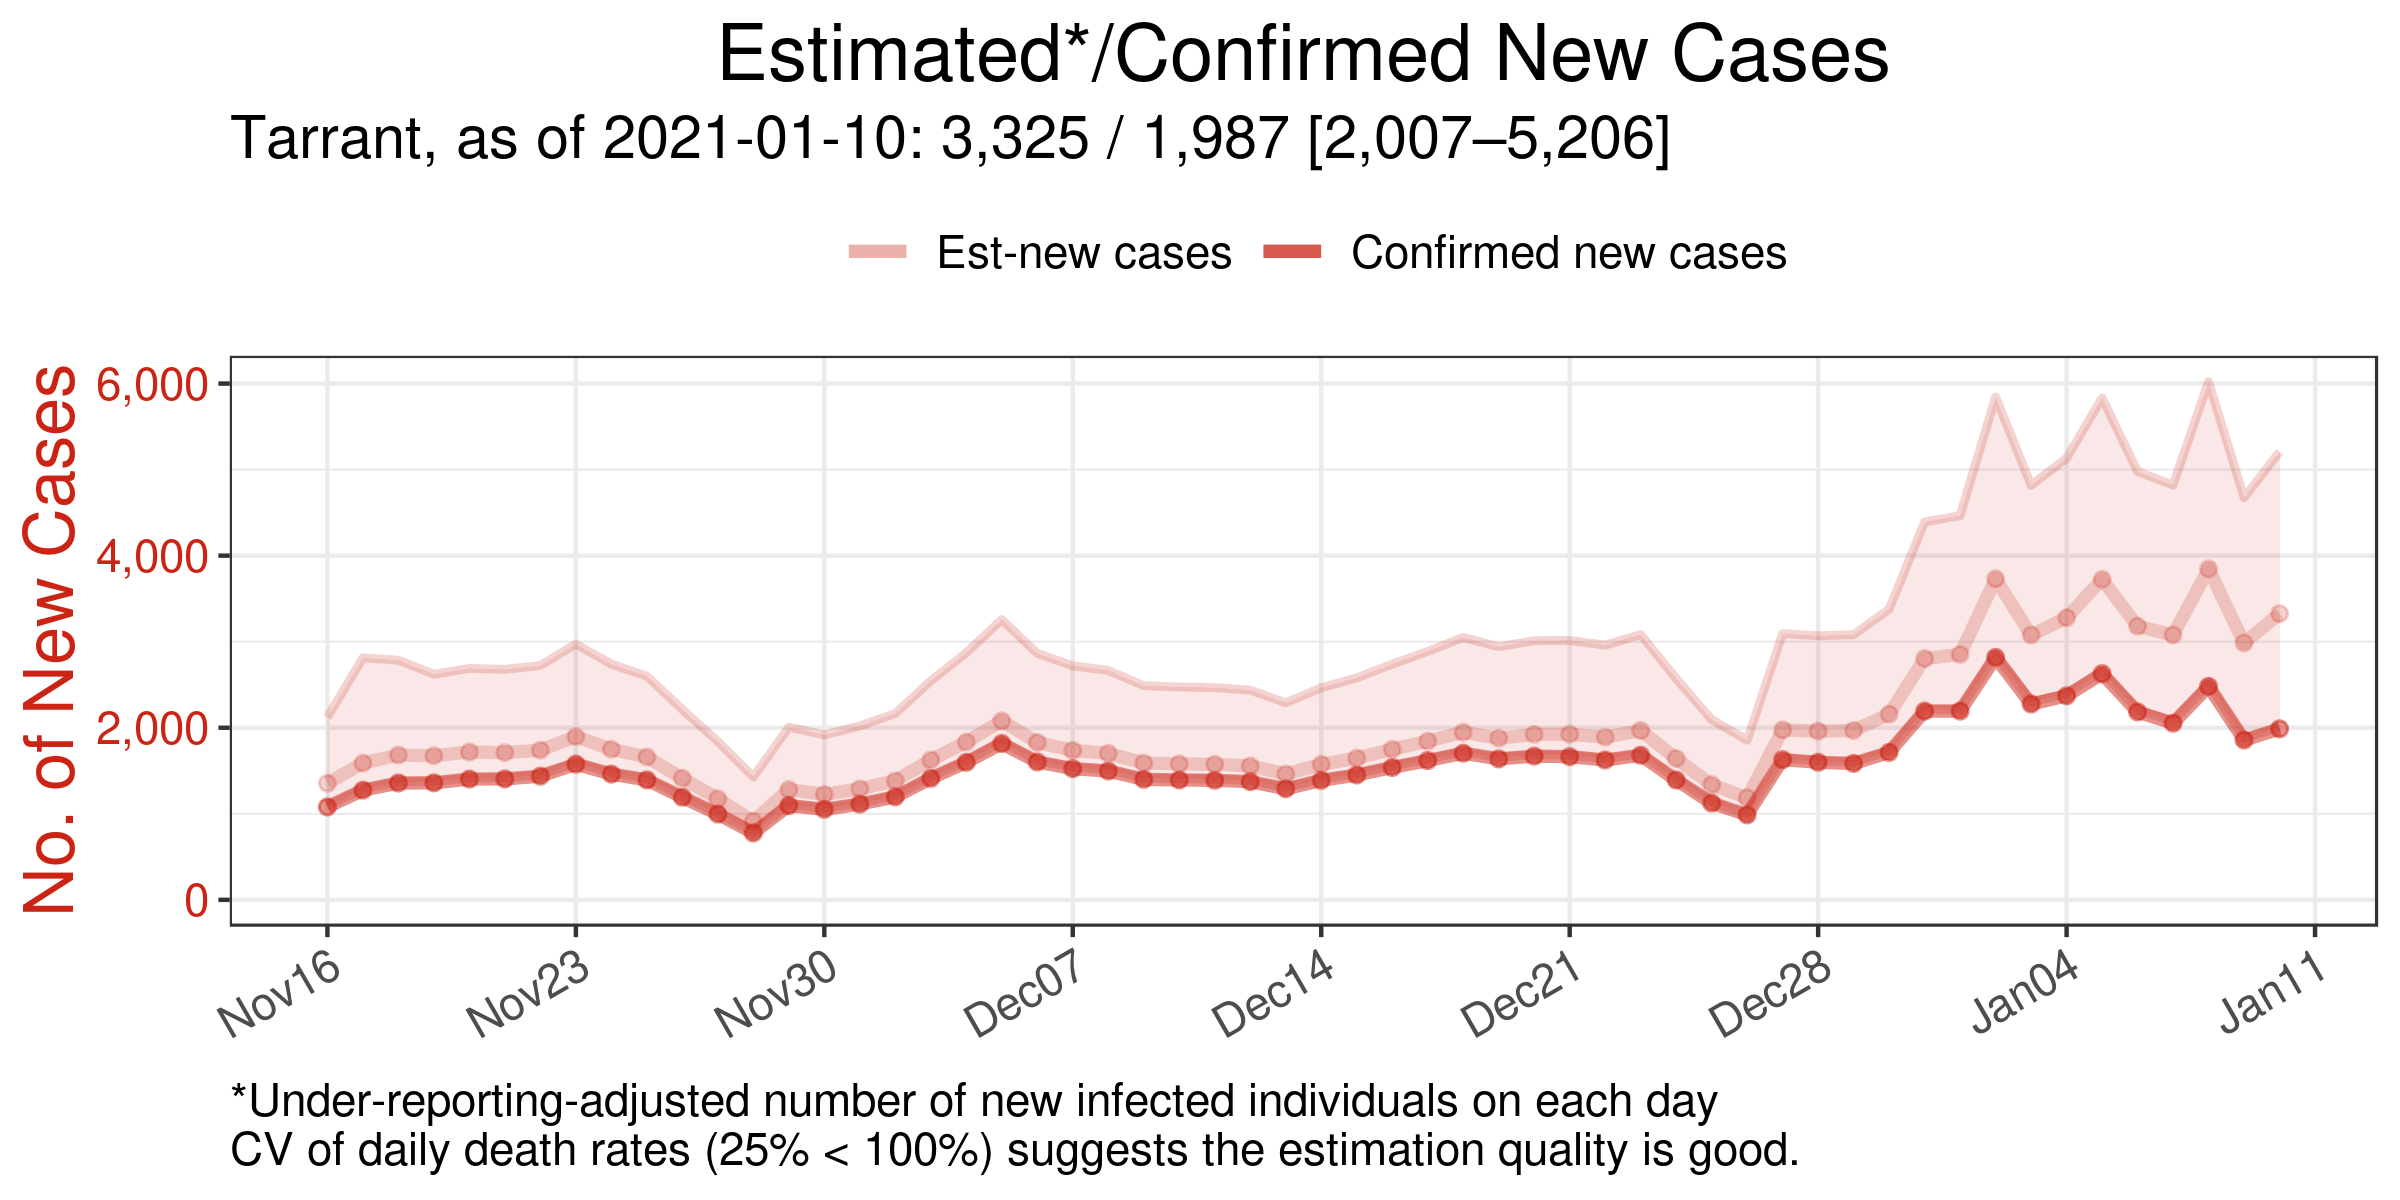 Estimated*/Confirmed New Cases
Tarrant, as of 2021-01-10: 3,325 / 1,987 [2,007–5,206]
Est-new cases
Confirmed new cases
No. of New Cases
6,000
4,000
2,000
0
Nov16
Nov23
Nov30
Dec07
Dec14
Dec21
Dec28
Jan04
Jan11
*Under-reporting-adjusted number of new infected individuals on each day
CV of daily death rates (25% < 100%) suggests the estimation quality is good.